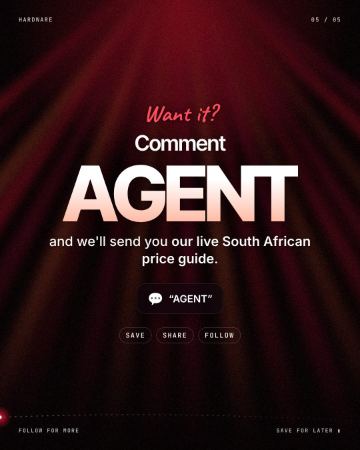 HARDWARE
05 / 05
Want it?
Comment
AGENT
and we'll send you our live South African
price guide.
💬 “AGENT”
SAVE
SHARE
FOLLOW
FOLLOW FOR MORE
SAVE FOR LATER